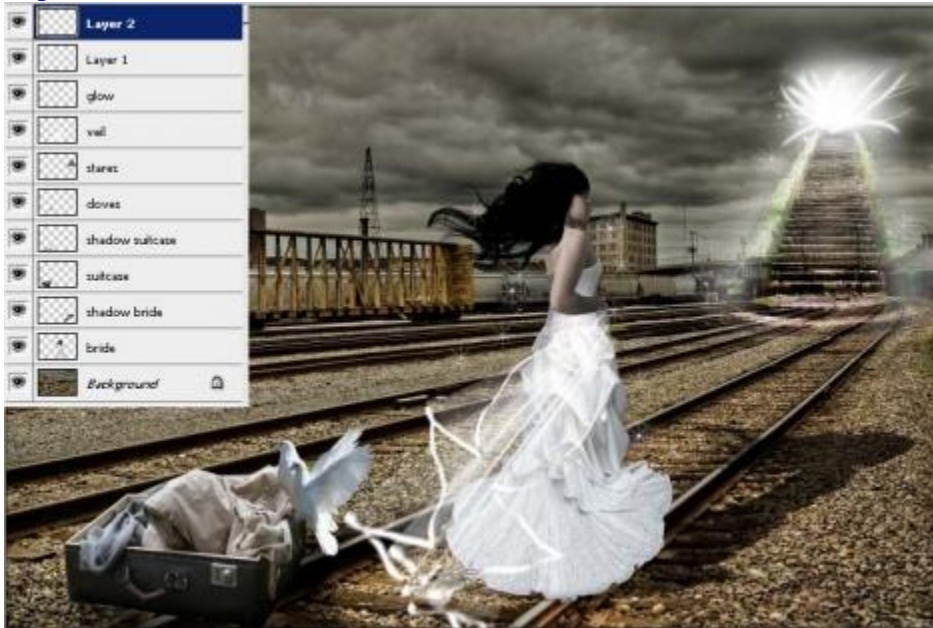 Layer 2
Layer 1
glow
veil
stares
doves
shadow suitcase
suitcase
shadow bride
bride
Background